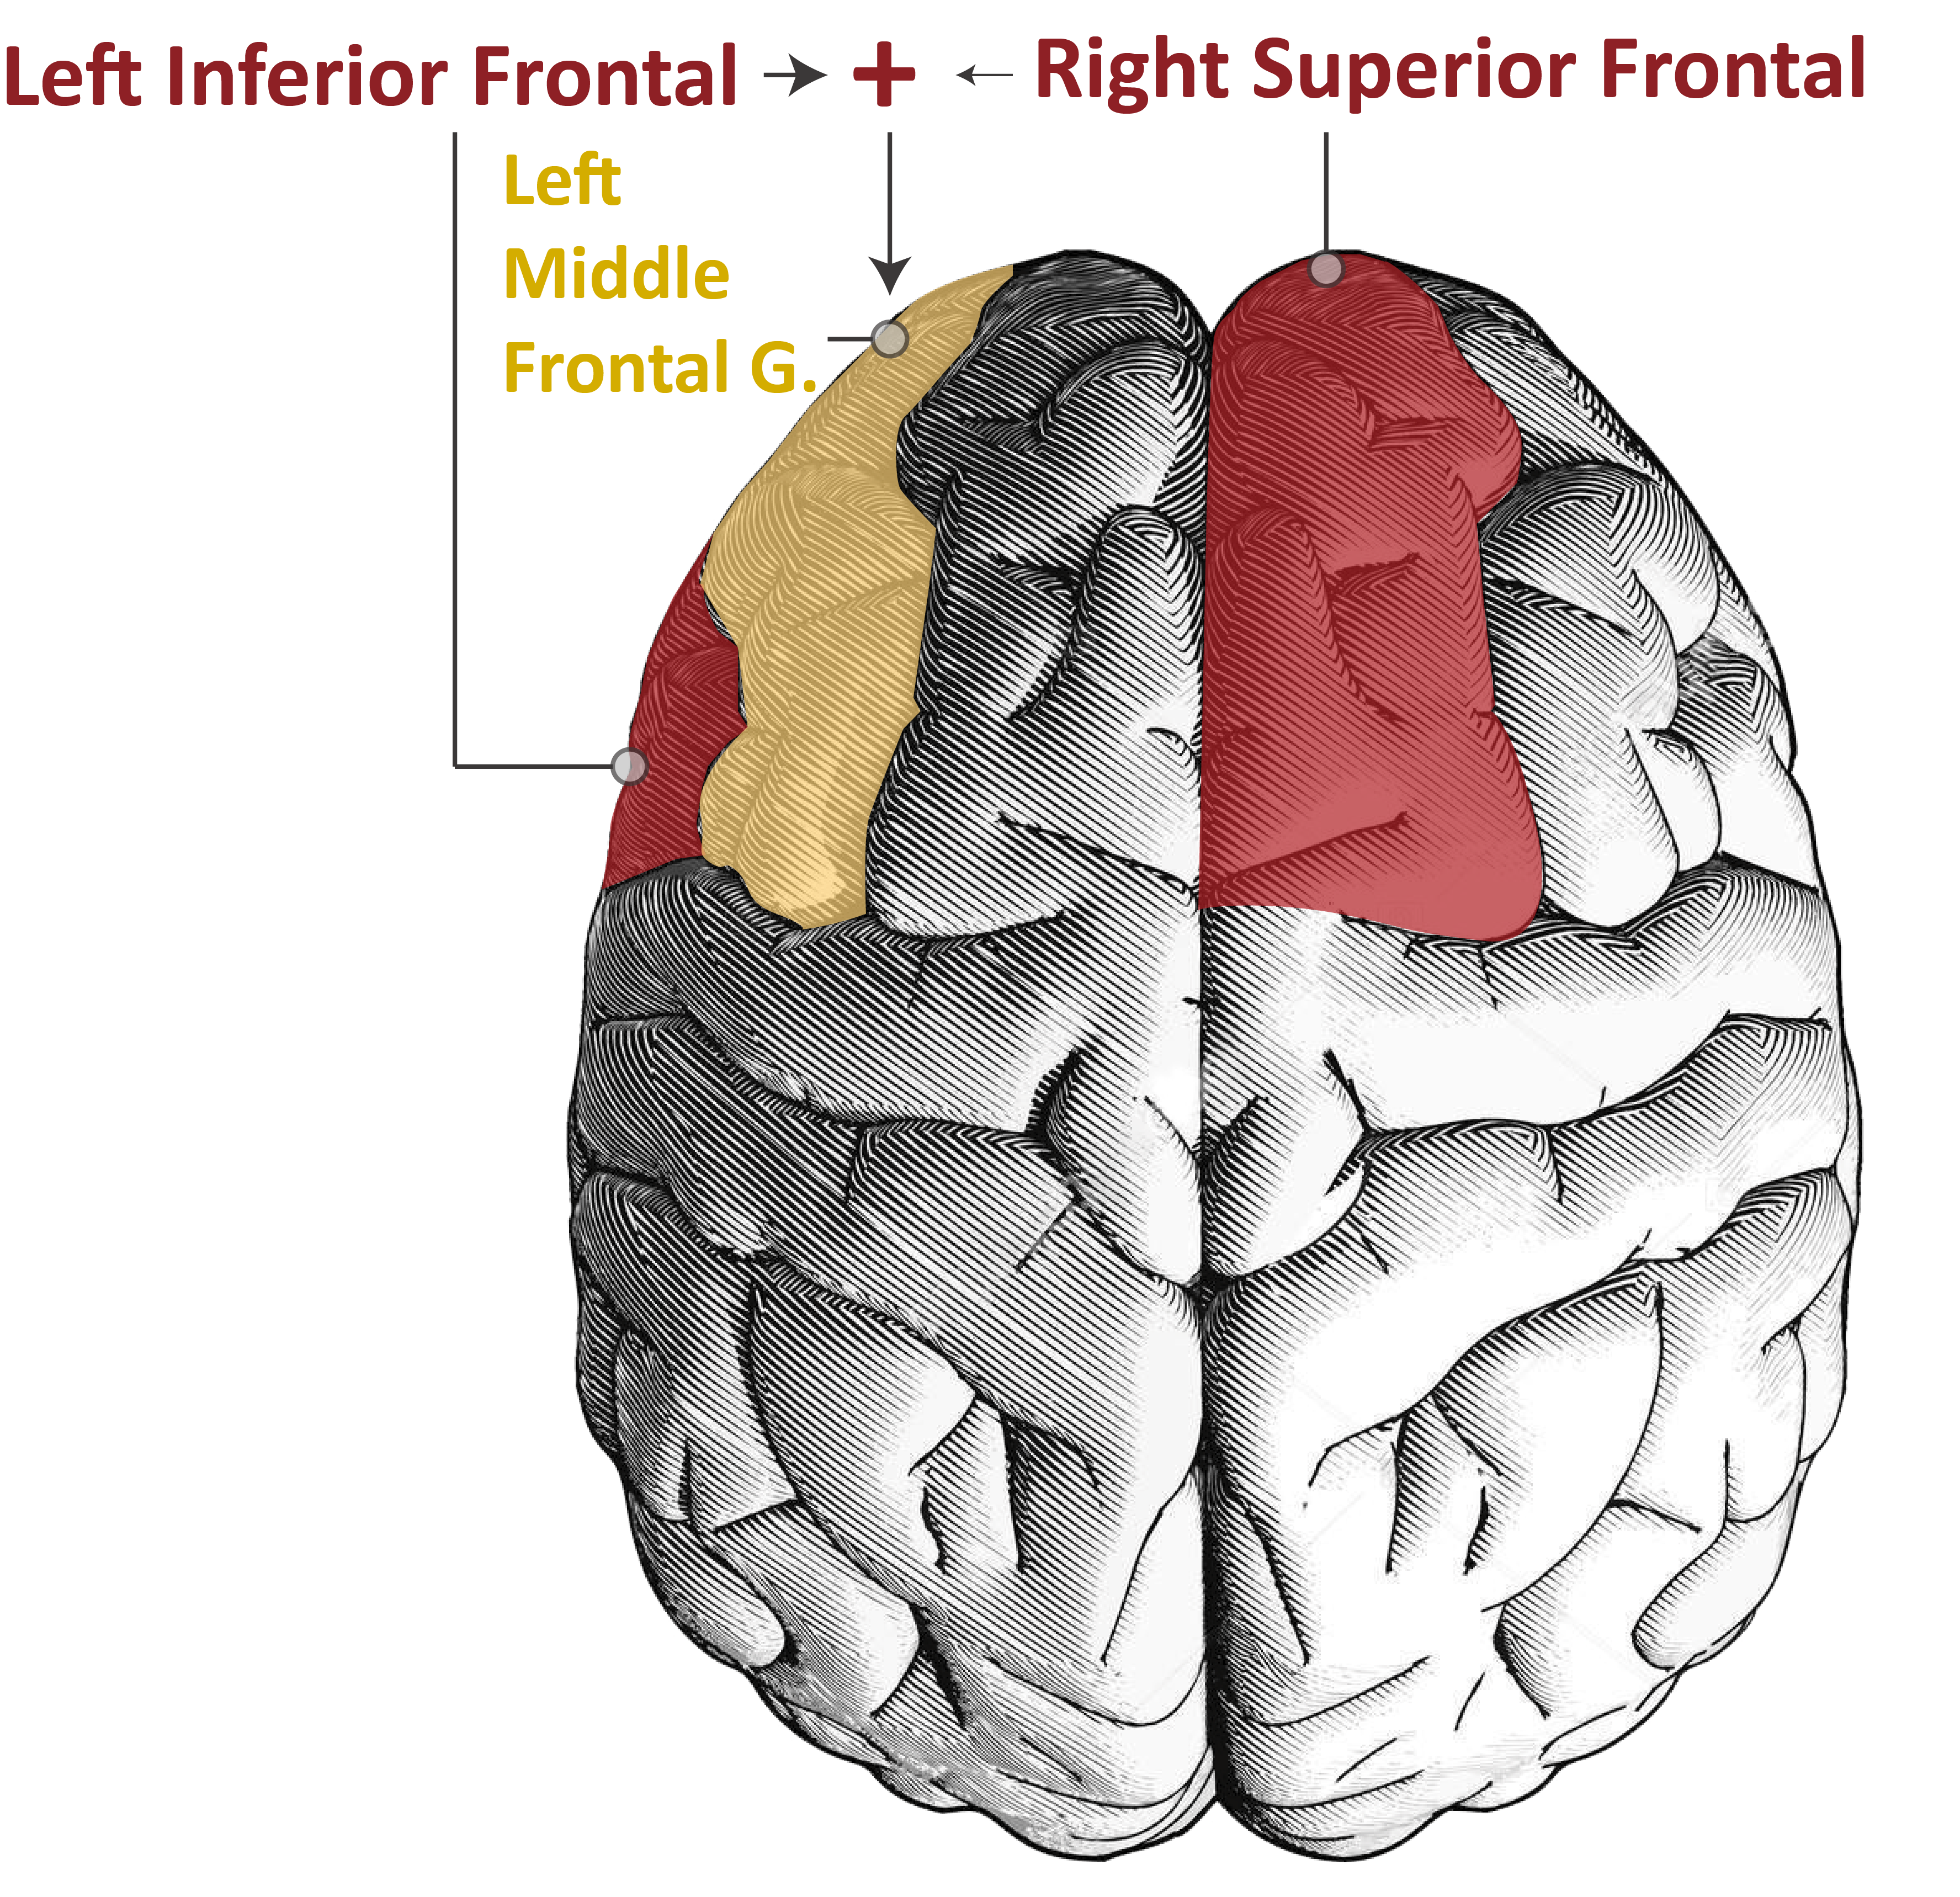 Left Inferior Frontal + Right Superior Frontal
Left
Middle
Frontal G.